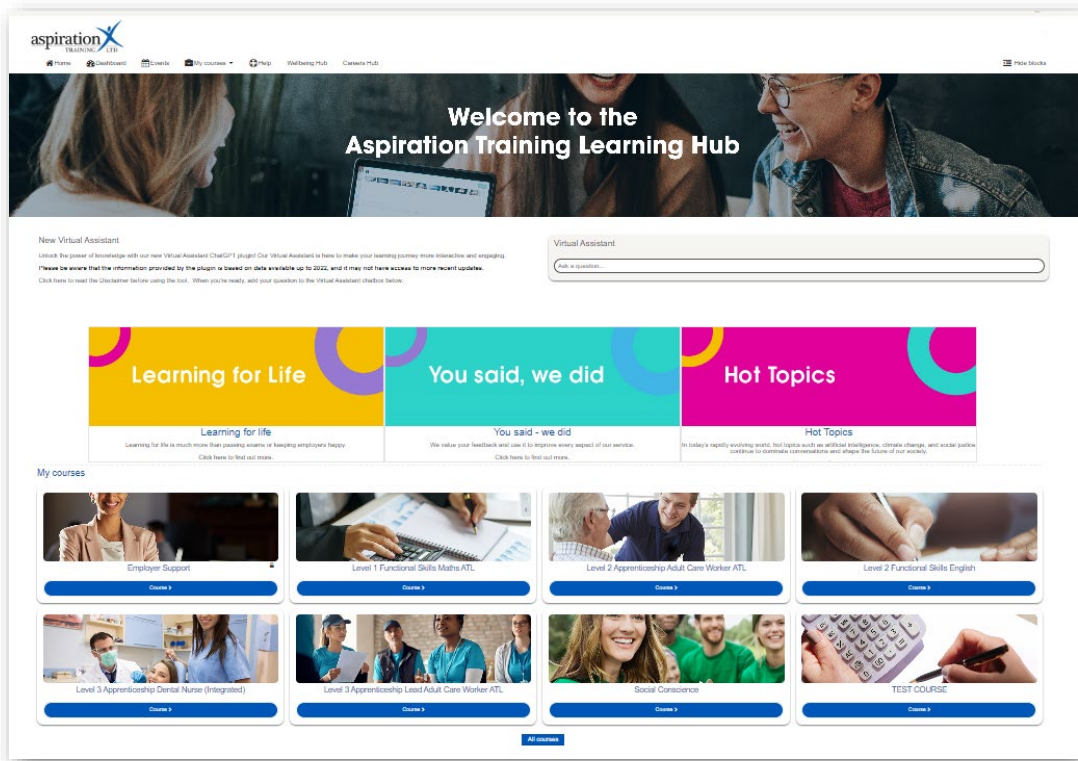 aspiration
TRAINING LTD
Home Dashboard Events My courses Help Wellbeing Hub Careers Hub Hide blocks
Welcome to the
Aspiration Training Learning Hub
New Virtual Assistant
Unlock the power of knowledge with our new Virtual Assistant ChatGPT plugin! Our Virtual Assistant is here to make your learning journey more interactive and engaging.
Please be aware that the information provided by the plugin is based on data available up to 2022, and it may not have access to more recent updates.
Click here to read the Disclaimer before using the tool. When you're ready, add your question to the Virtual Assistant chatbox below.
Virtual Assistant
Ask a question...
Learning for Life
You said, we did
Hot Topics
Learning for life
Learning for life is much more than passing exams or keeping employers happy.
Click here to find out more.
You said - we did
We value your feedback and use it to improve every aspect of our service.
Click here to find out more.
Hot Topics
In today's rapidly evolving world, hot topics such as artificial intelligence, climate change, and social justice
continue to dominate conversations and shape the future of our society.
My courses
Employer Support
Course >
Level 1 Functional Skills Maths ATL
Course >
Level 2 Apprenticeship Adult Care Worker ATL
Course >
Level 2 Functional Skills English
Course >
Level 3 Apprenticeship Dental Nurse (Integrated)
Course >
Level 3 Apprenticeship Lead Adult Care Worker ATL
Course >
Social Conscience
Course >
TEST COURSE
Course >
All courses